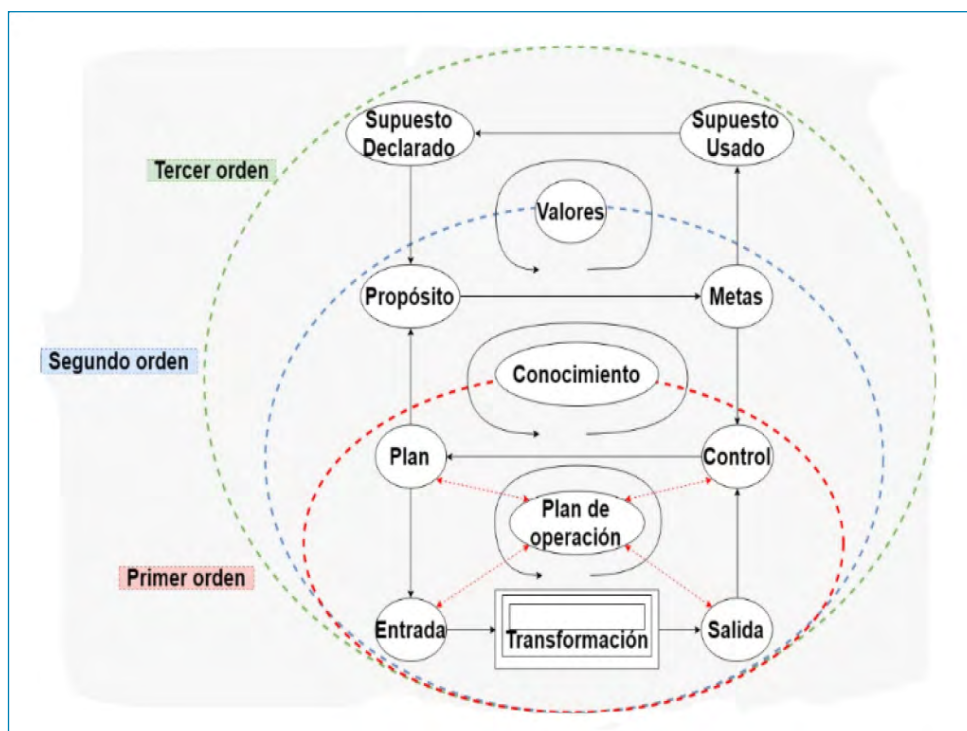 Supuesto
Declarado
Supuesto
Usado
Tercer orden
Valores
Propósito
Metas
Segundo orden
Conocimiento
Plan
Control
Plan de
operación
Primer orden
Entrada
Transformación
Salida